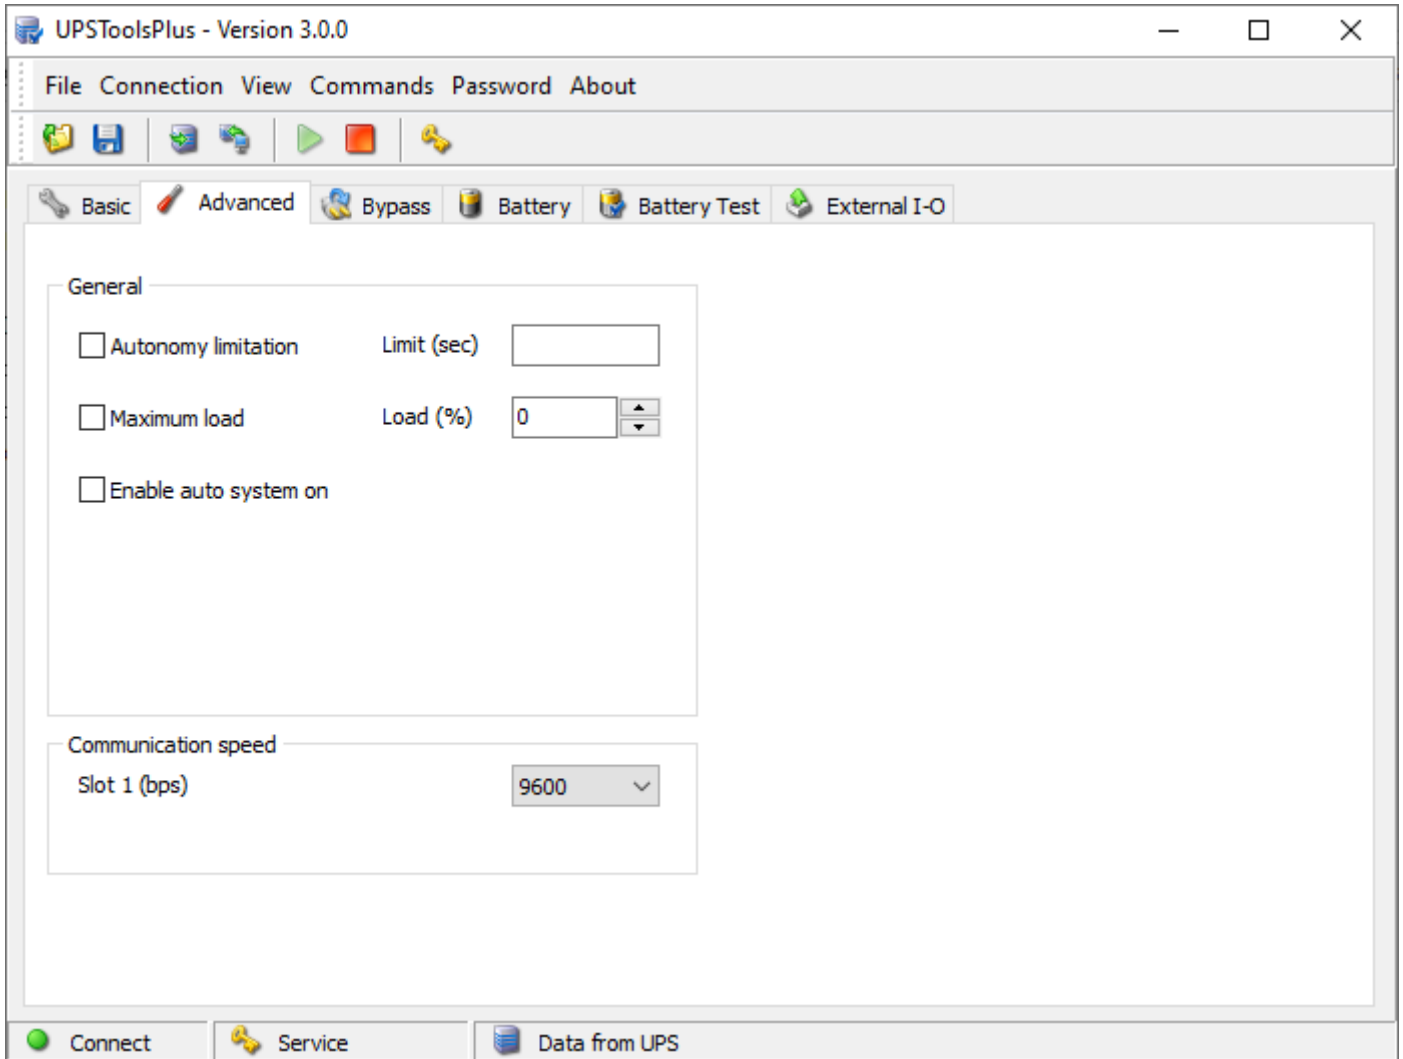 UPSToolsPlus - Version 3.0.0
File Connection View Commands Password About
Basic Advanced Bypass Battery Battery Test External I-O
General
Autonomy limitation Limit (sec)
Maximum load Load (%) 0
Enable auto system on
Communication speed
Slot 1 (bps) 9600
Connect Service Data from UPS